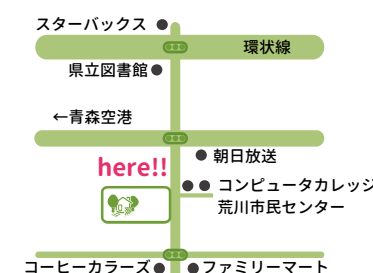 スターバックス
環状線
県立図書館
←青森空港
朝日放送
here!!
コンピュータカレッジ
荒川市民センター
コーヒーカラーズ
ファミリーマート